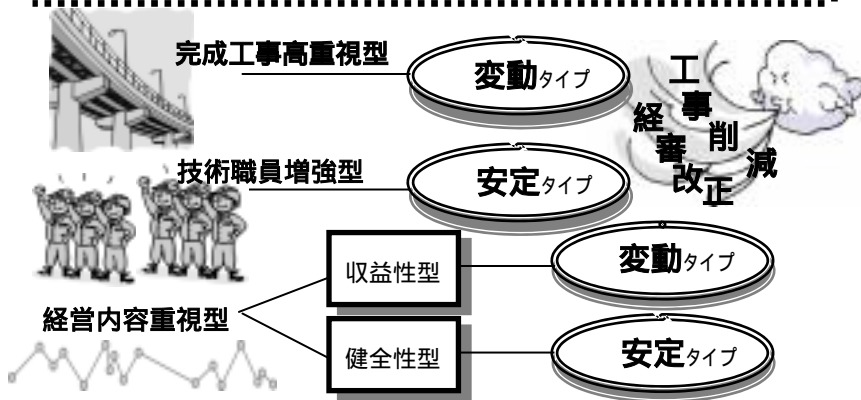 完成工事高重視型
変動タイプ
工事削減
経審改正
技術職員増強型
安定タイプ
収益性型
変動タイプ
経営内容重視型
健全性型
安定タイプ